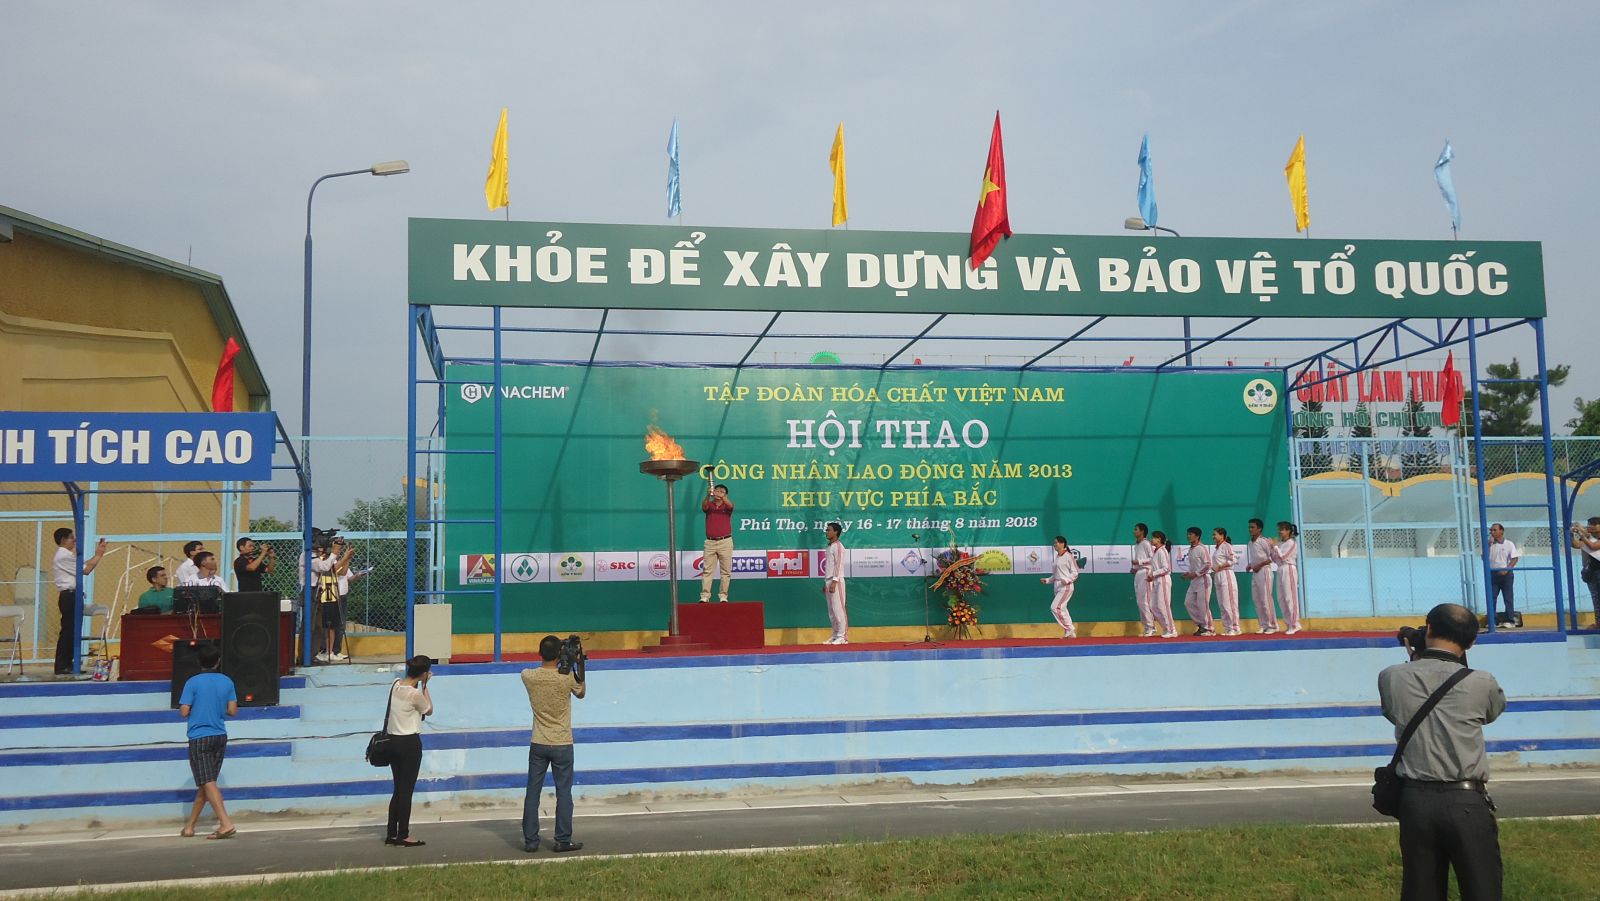 KHỎE ĐỂ XÂY DỰNG VÀ BẢO VỆ TỔ QUỐC
VINACHEM
TẬP ĐOÀN HÓA CHẤT VIỆT NAM
HỘI THAO
CÔNG NHÂN LAO ĐỘNG NĂM 2013
KHU VỰC PHÍA BẮC
Phú Thọ, ngày 16 - 17 tháng 8 năm 2013
NH TÍCH CAO
CHẤT LÂM THAO
SRC
JBL